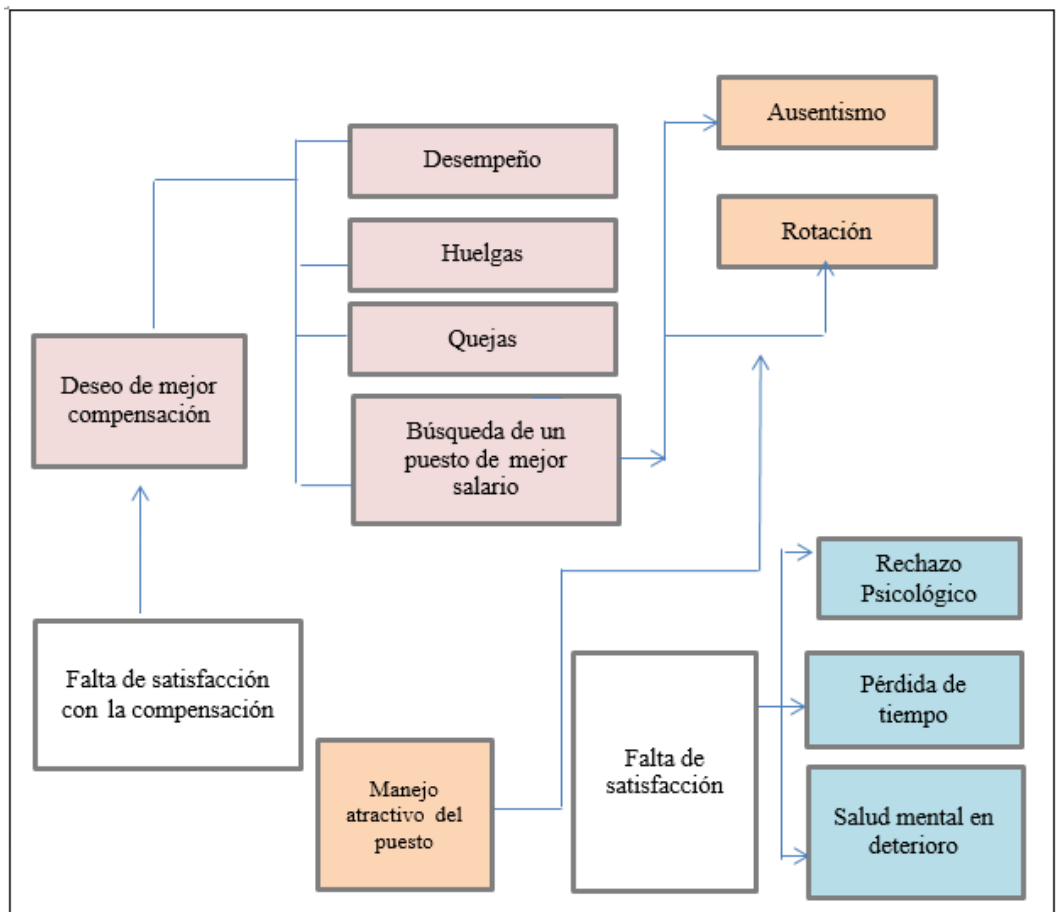 Ausentismo
Desempeño
Rotación
Huelgas
Quejas
Deseo de mejor
compensación
Búsqueda de un
puesto de mejor
salario
Rechazo
Psicológico
Falta de satisfacción
con la compensación
Pérdida de
tiempo
Falta de
satisfacción
Manejo
atractivo del
puesto
Salud mental en
deterioro